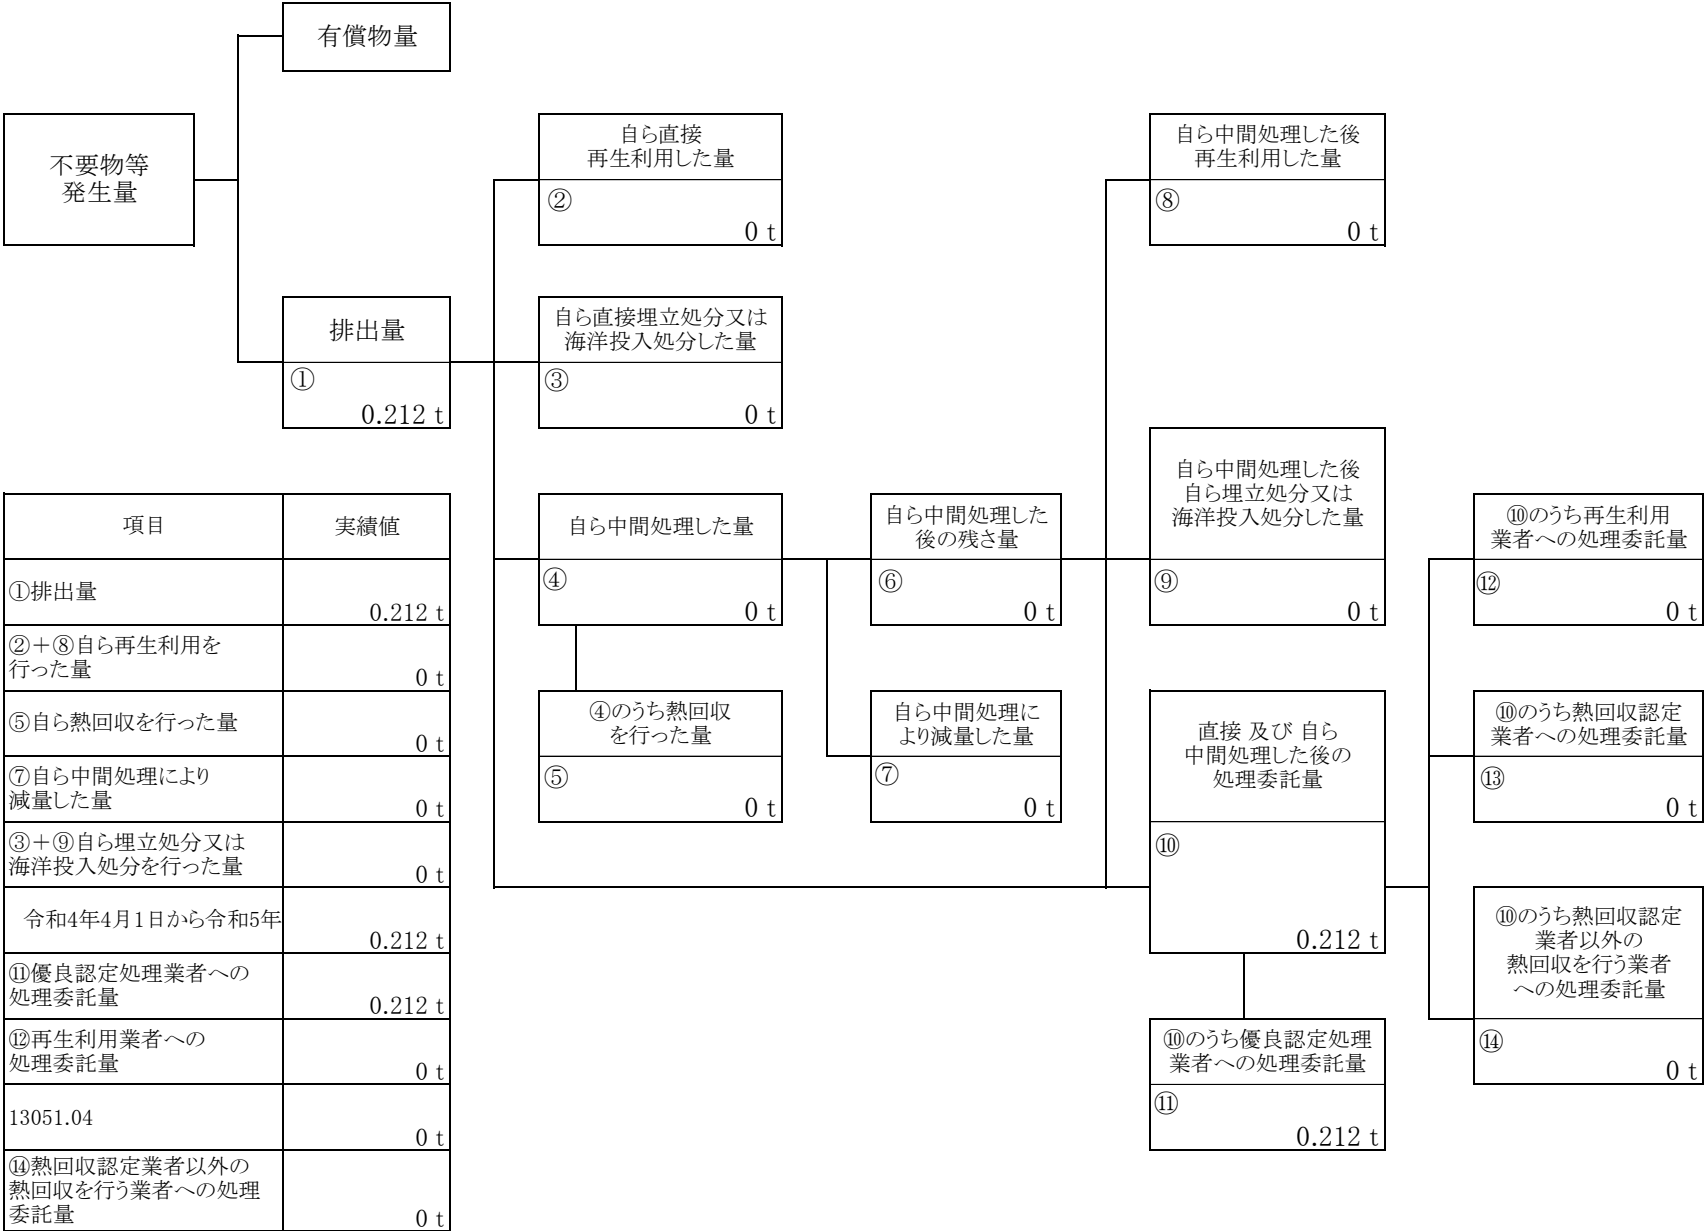 有償物量
不要物等
発生量
自ら直接
再生利用した量
②
0 t
自ら中間処理した後
再生利用した量
⑧
0 t
排出量
①
0.212 t
自ら直接埋立処分又は
海洋投入処分した量
③
0 t
自ら中間処理した量
④
0 t
自ら中間処理した
後の残さ量
⑥
0 t
自ら中間処理した後
自ら埋立処分又は
海洋投入処分した量
⑨
0 t
⑩のうち再生利用
業者への処理委託量
⑫
0 t
④のうち熱回収
を行った量
⑤
0 t
自ら中間処理に
より減量した量
⑦
0 t
直接 及び 自ら
中間処理した後の
処理委託量
⑩
0.212 t
⑩のうち熱回収認定
業者への処理委託量
⑬
0 t
⑩のうち熱回収認定
業者以外の
熱回収を行う業者
への処理委託量
⑭
0 t
⑩のうち優良認定処理
業者への処理委託量
⑪
0.212 t
項目 実績値
①排出量
0.212 t
②＋⑧自ら再生利用を
行った量
0 t
⑤自ら熱回収を行った量
0 t
⑦自ら中間処理により
減量した量
0 t
③＋⑨自ら埋立処分又は
海洋投入処分を行った量
0 t
令和4年4月1日から令和5年
0.212 t
⑪優良認定処理業者への
処理委託量
0.212 t
⑫再生利用業者への
処理委託量
0 t
13051.04
0 t
⑭熱回収認定業者以外の
熱回収を行う業者への処理
委託量
0 t